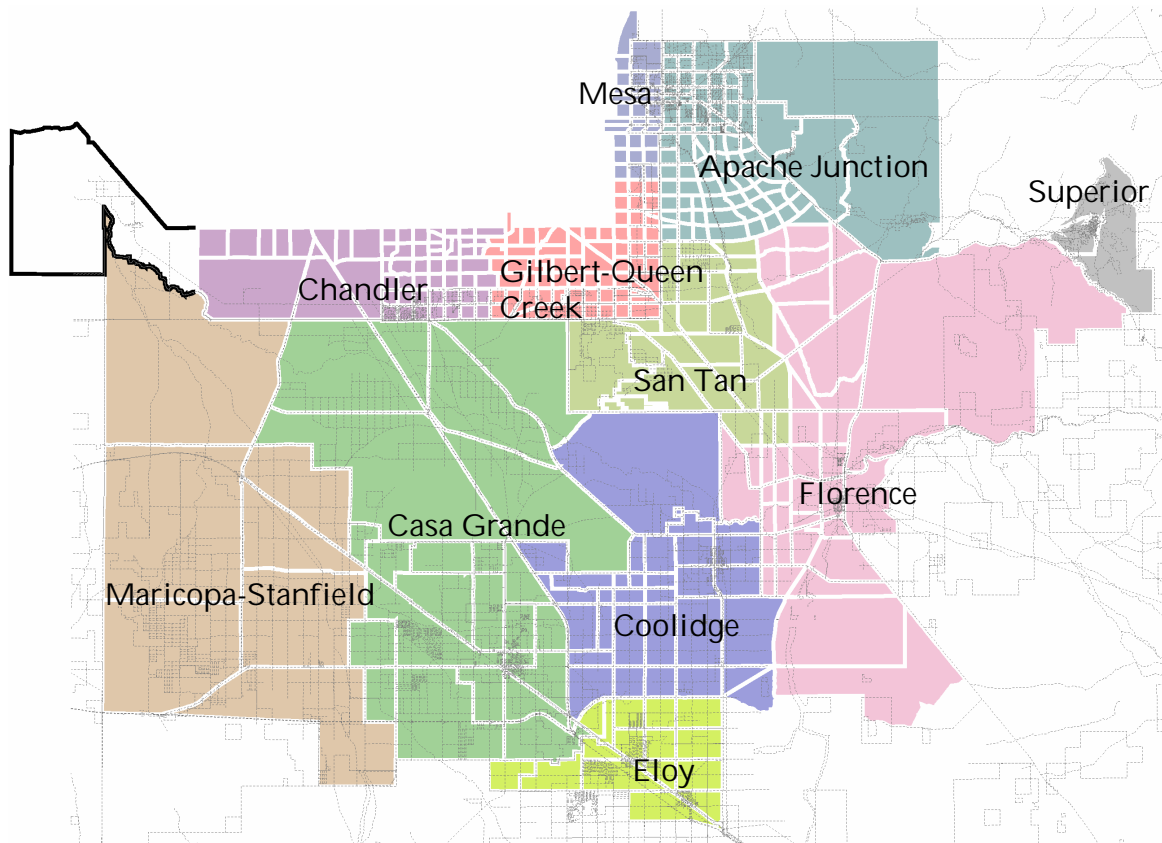 Mesa
Apache Junction
Superior
Chandler
Gilbert-Queen
Creek
San Tan
Florence
Casa Grande
Maricopa-Stanfield
Coolidge
Eloy